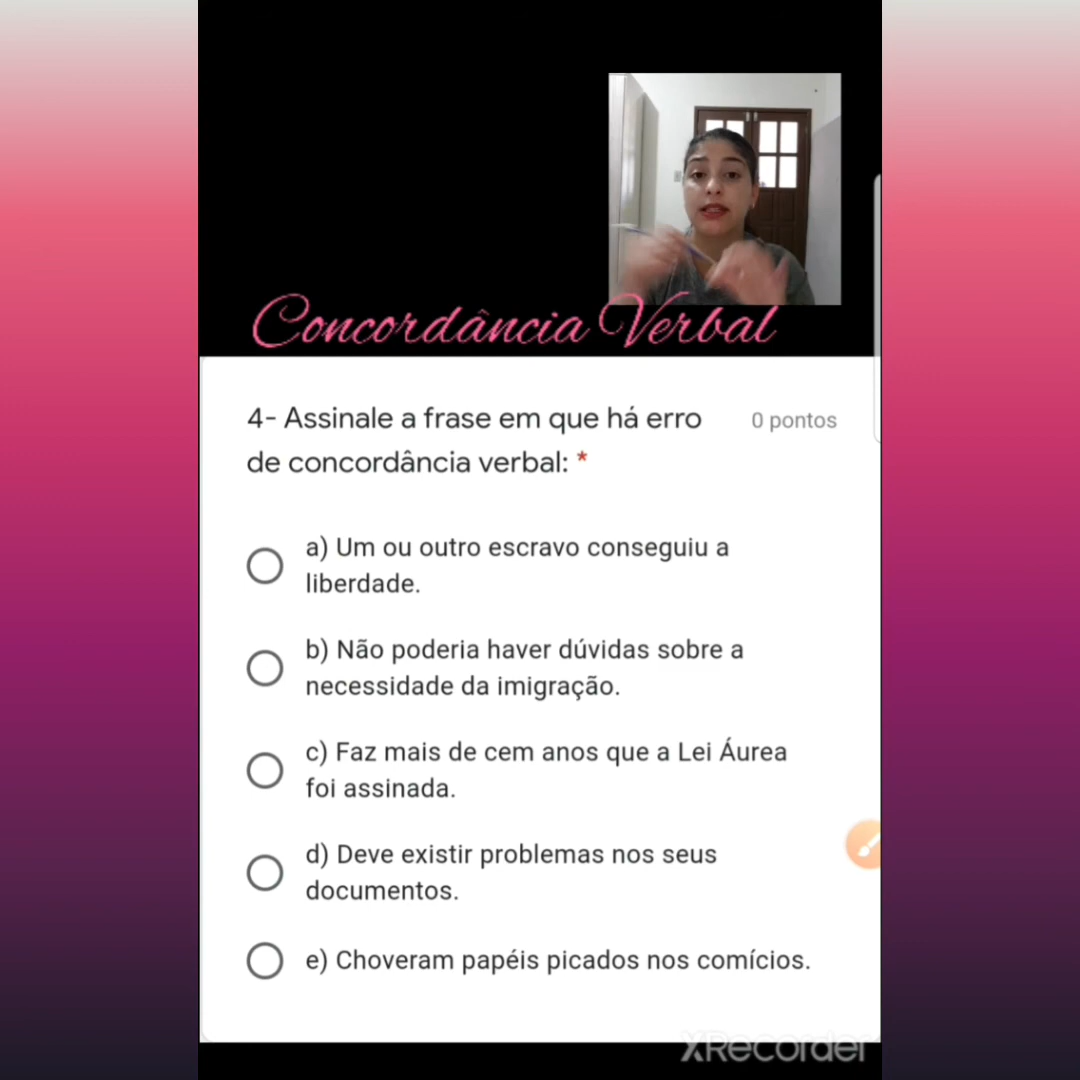 Concordância Verbal
4- Assinale a frase em que há erro 0 pontos
de concordância verbal: *
a) Um ou outro escravo conseguiu a
liberdade.
b) Não poderia haver dúvidas sobre a
necessidade da imigração.
c) Faz mais de cem anos que a Lei Áurea
foi assinada.
d) Deve existir problemas nos seus
documentos.
e) Choveram papéis picados nos comícios.
XRecorder